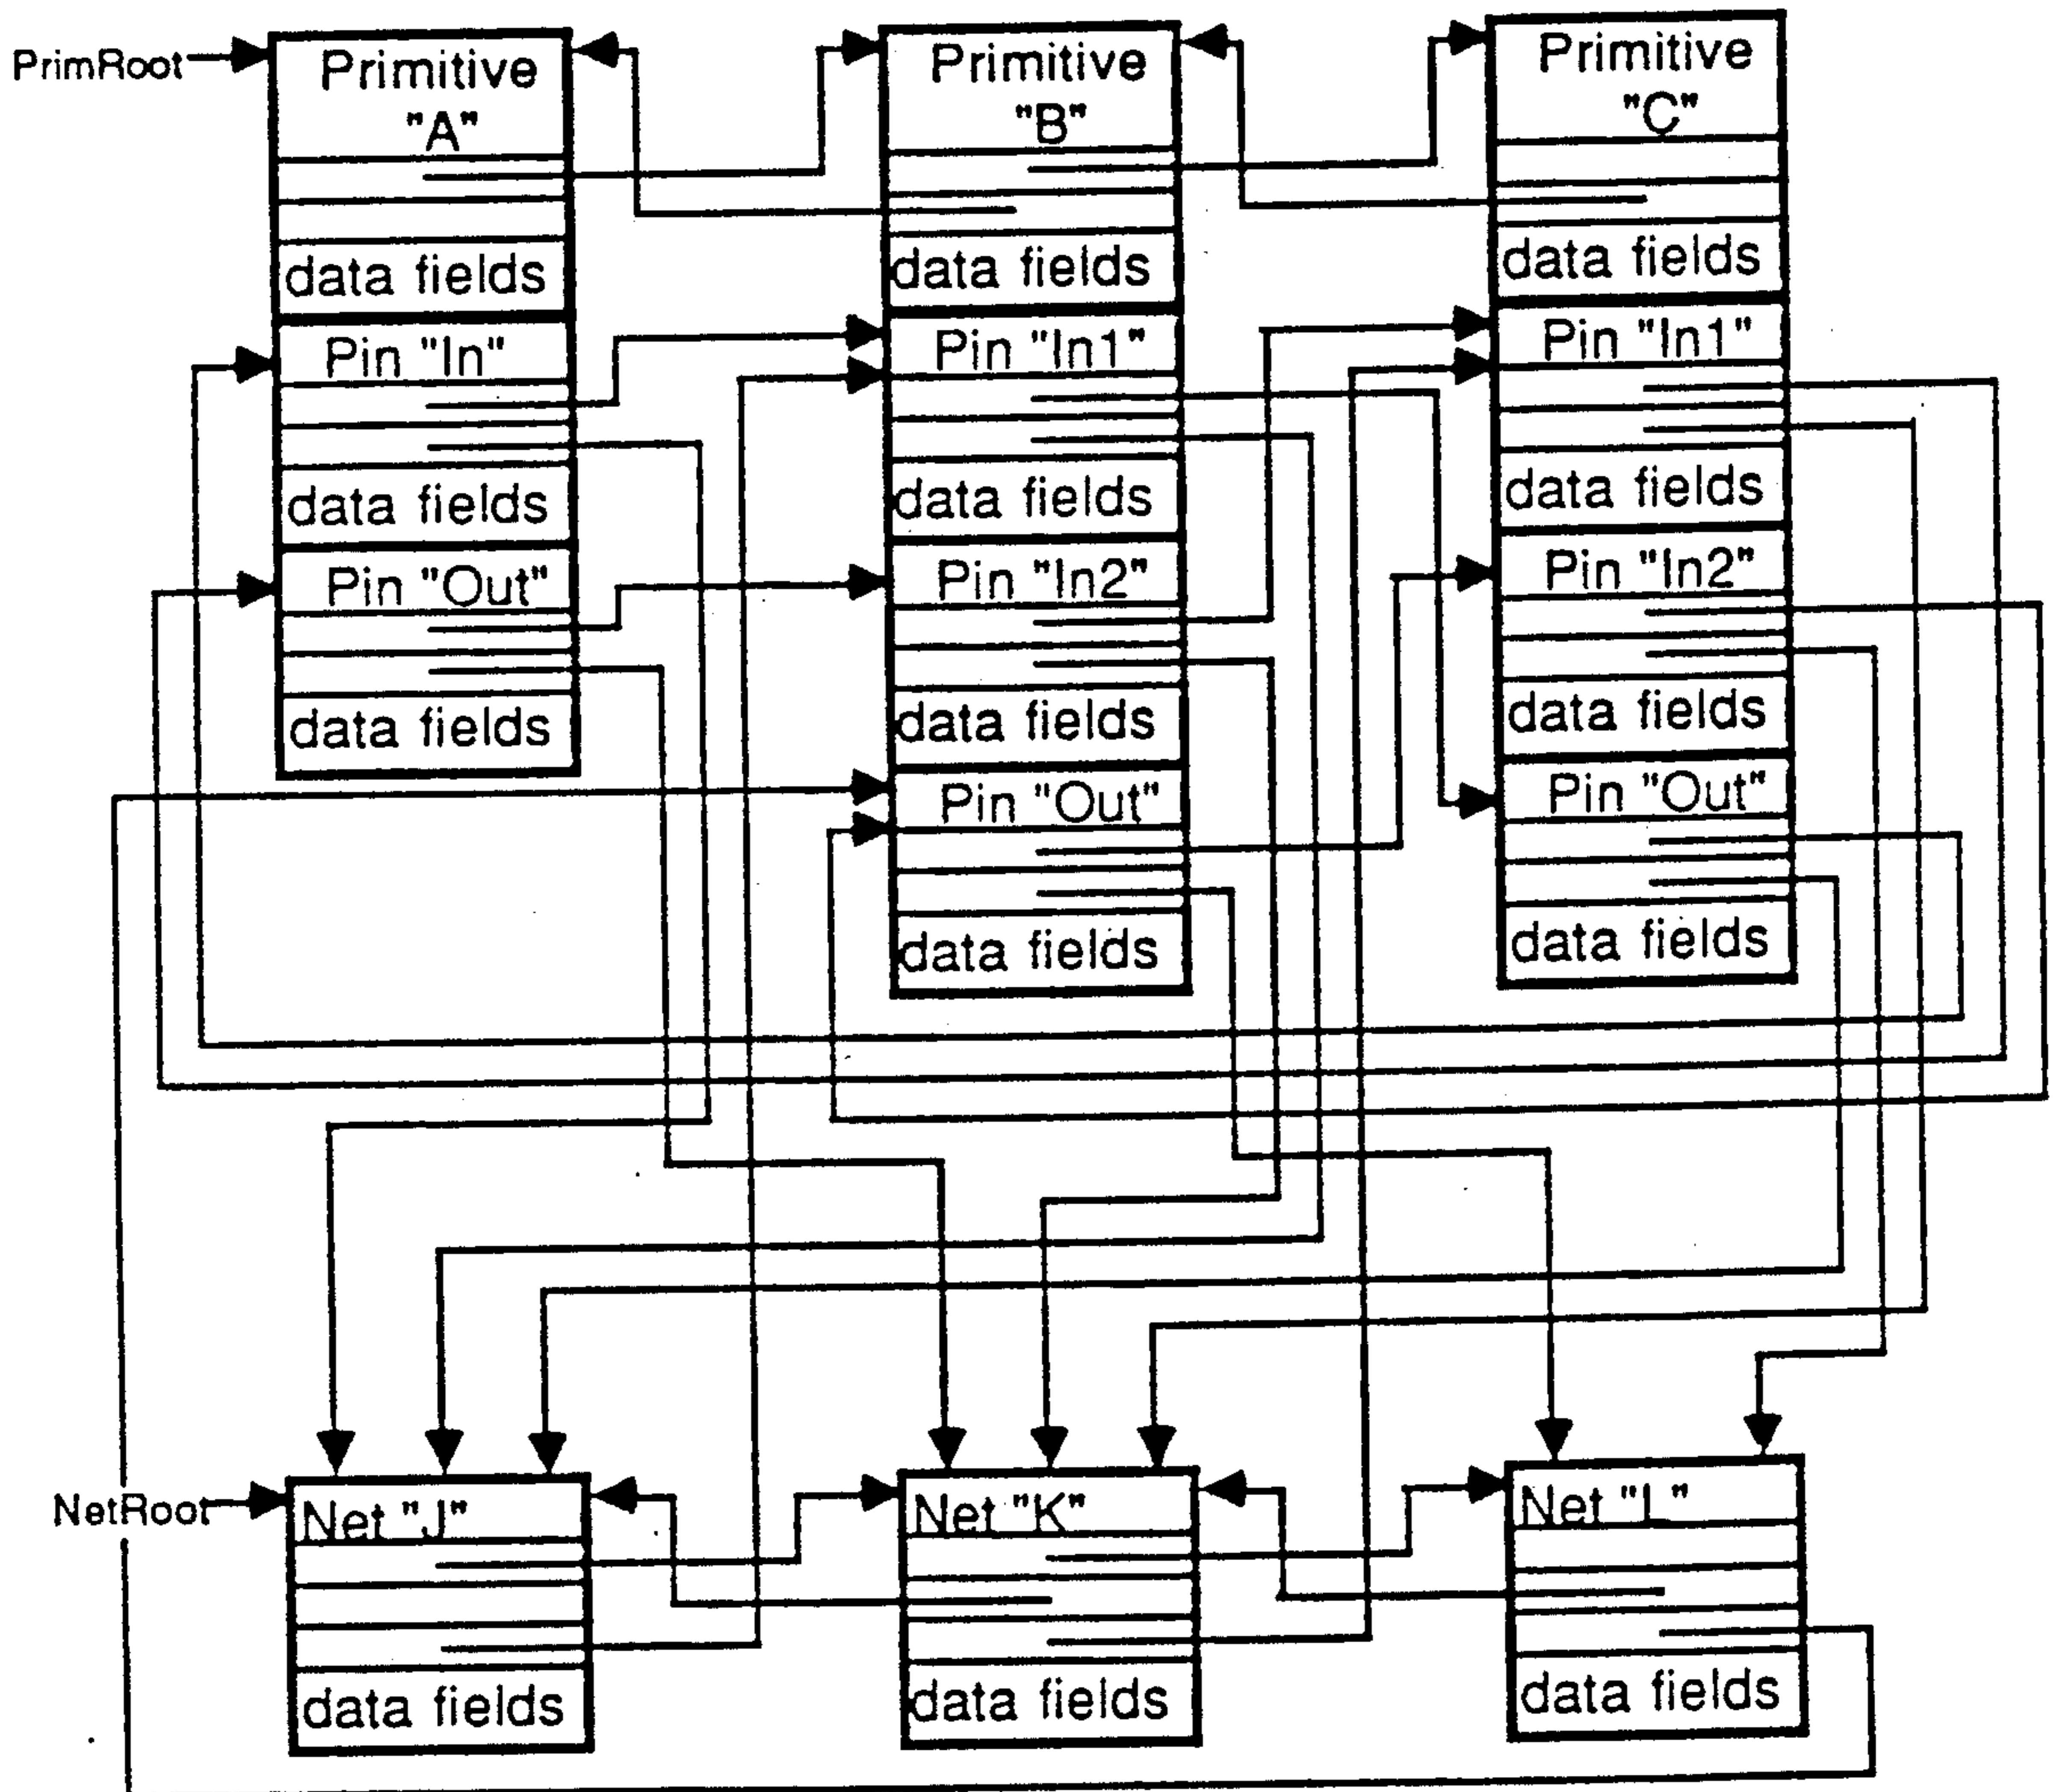 PrimRoot
Primitive
"A"
data fields
Pin "In"
data fields
Pin "Out"
data fields
Primitive
"B"
data fields
Pin "In1"
data fields
Pin "In2"
data fields
Pin "Out"
data fields
Primitive
"C"
data fields
Pin "In1"
data fields
Pin "In2"
data fields
Pin "Out"
data fields
NetRoot
Net "J"
data fields
Net "K"
data fields
Net "L"
data fields